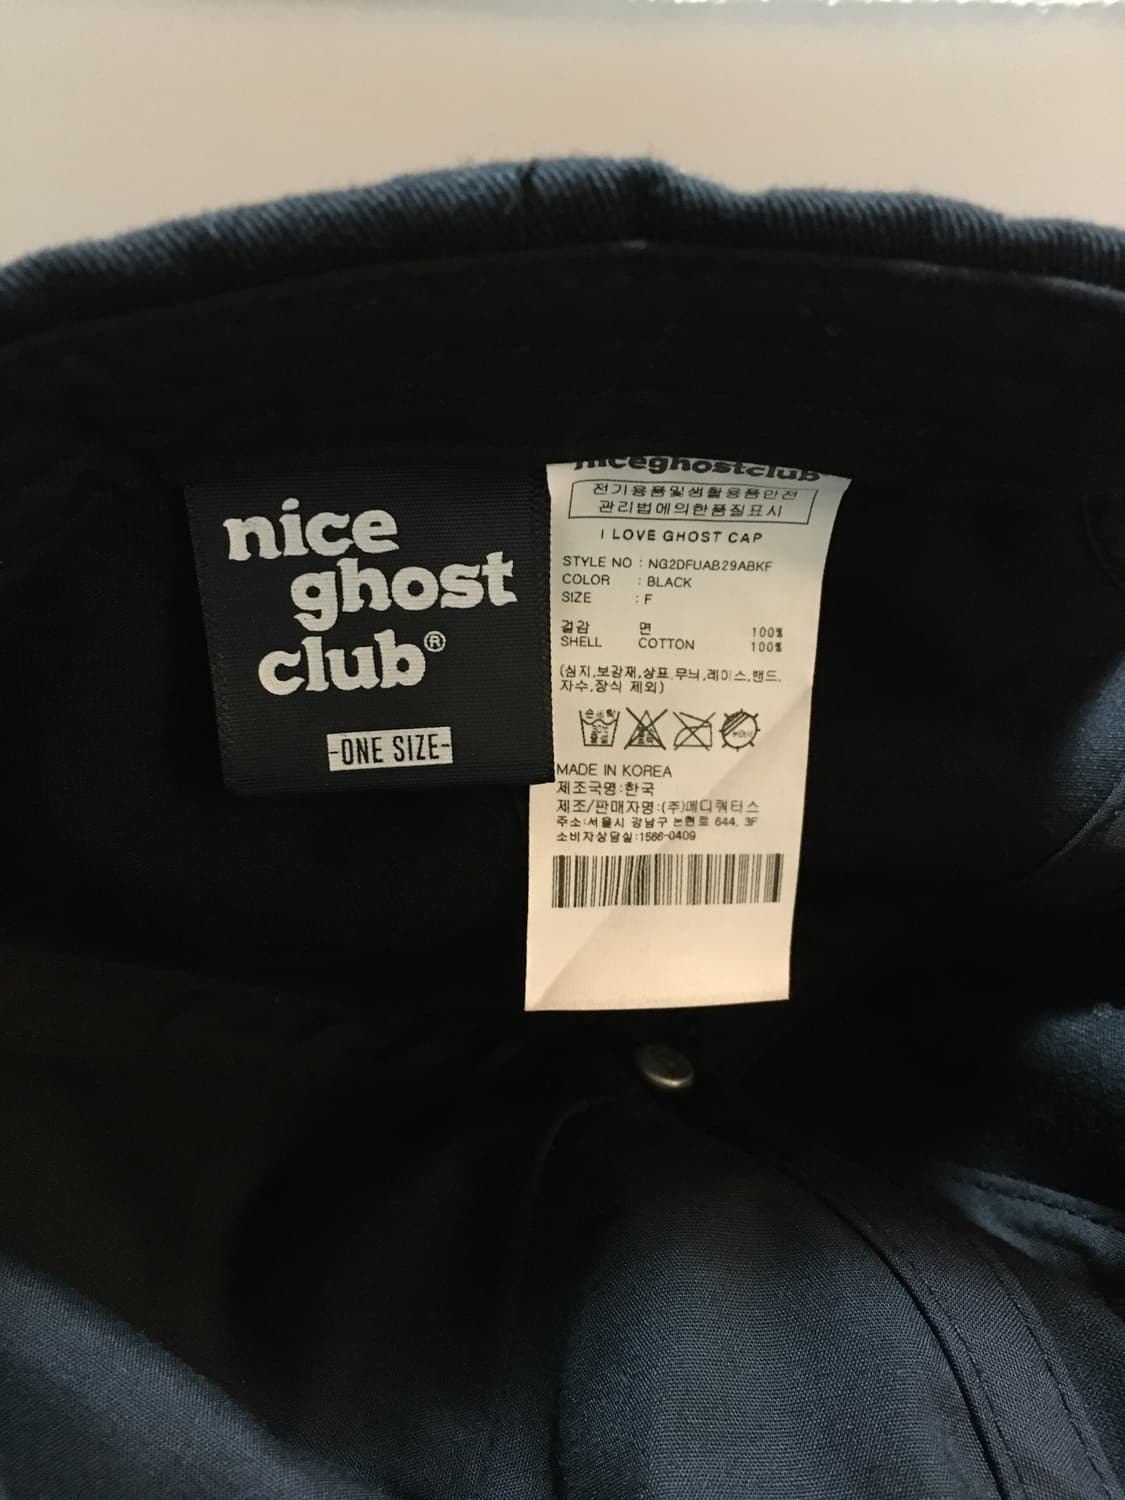 nice
ghost
club®
-ONE SIZE-
niceghostclub
전기용품및생활용품안전
관리법에의한품질표시
I LOVE GHOST CAP
STYLE NO : NG2DFUAB29ABKF
COLOR : BLACK
SIZE : F
겉감 면 100%
SHELL COTTON 100%
(심지,보강재,상표,무늬,레이스,밴드,
자수,장식 제외)
MADE IN KOREA
제조국명:한국
제조/판매자명:(주)메디쿼터스
주소:서울시 강남구 논현로 644, 3F
소비자상담실:1566-0409